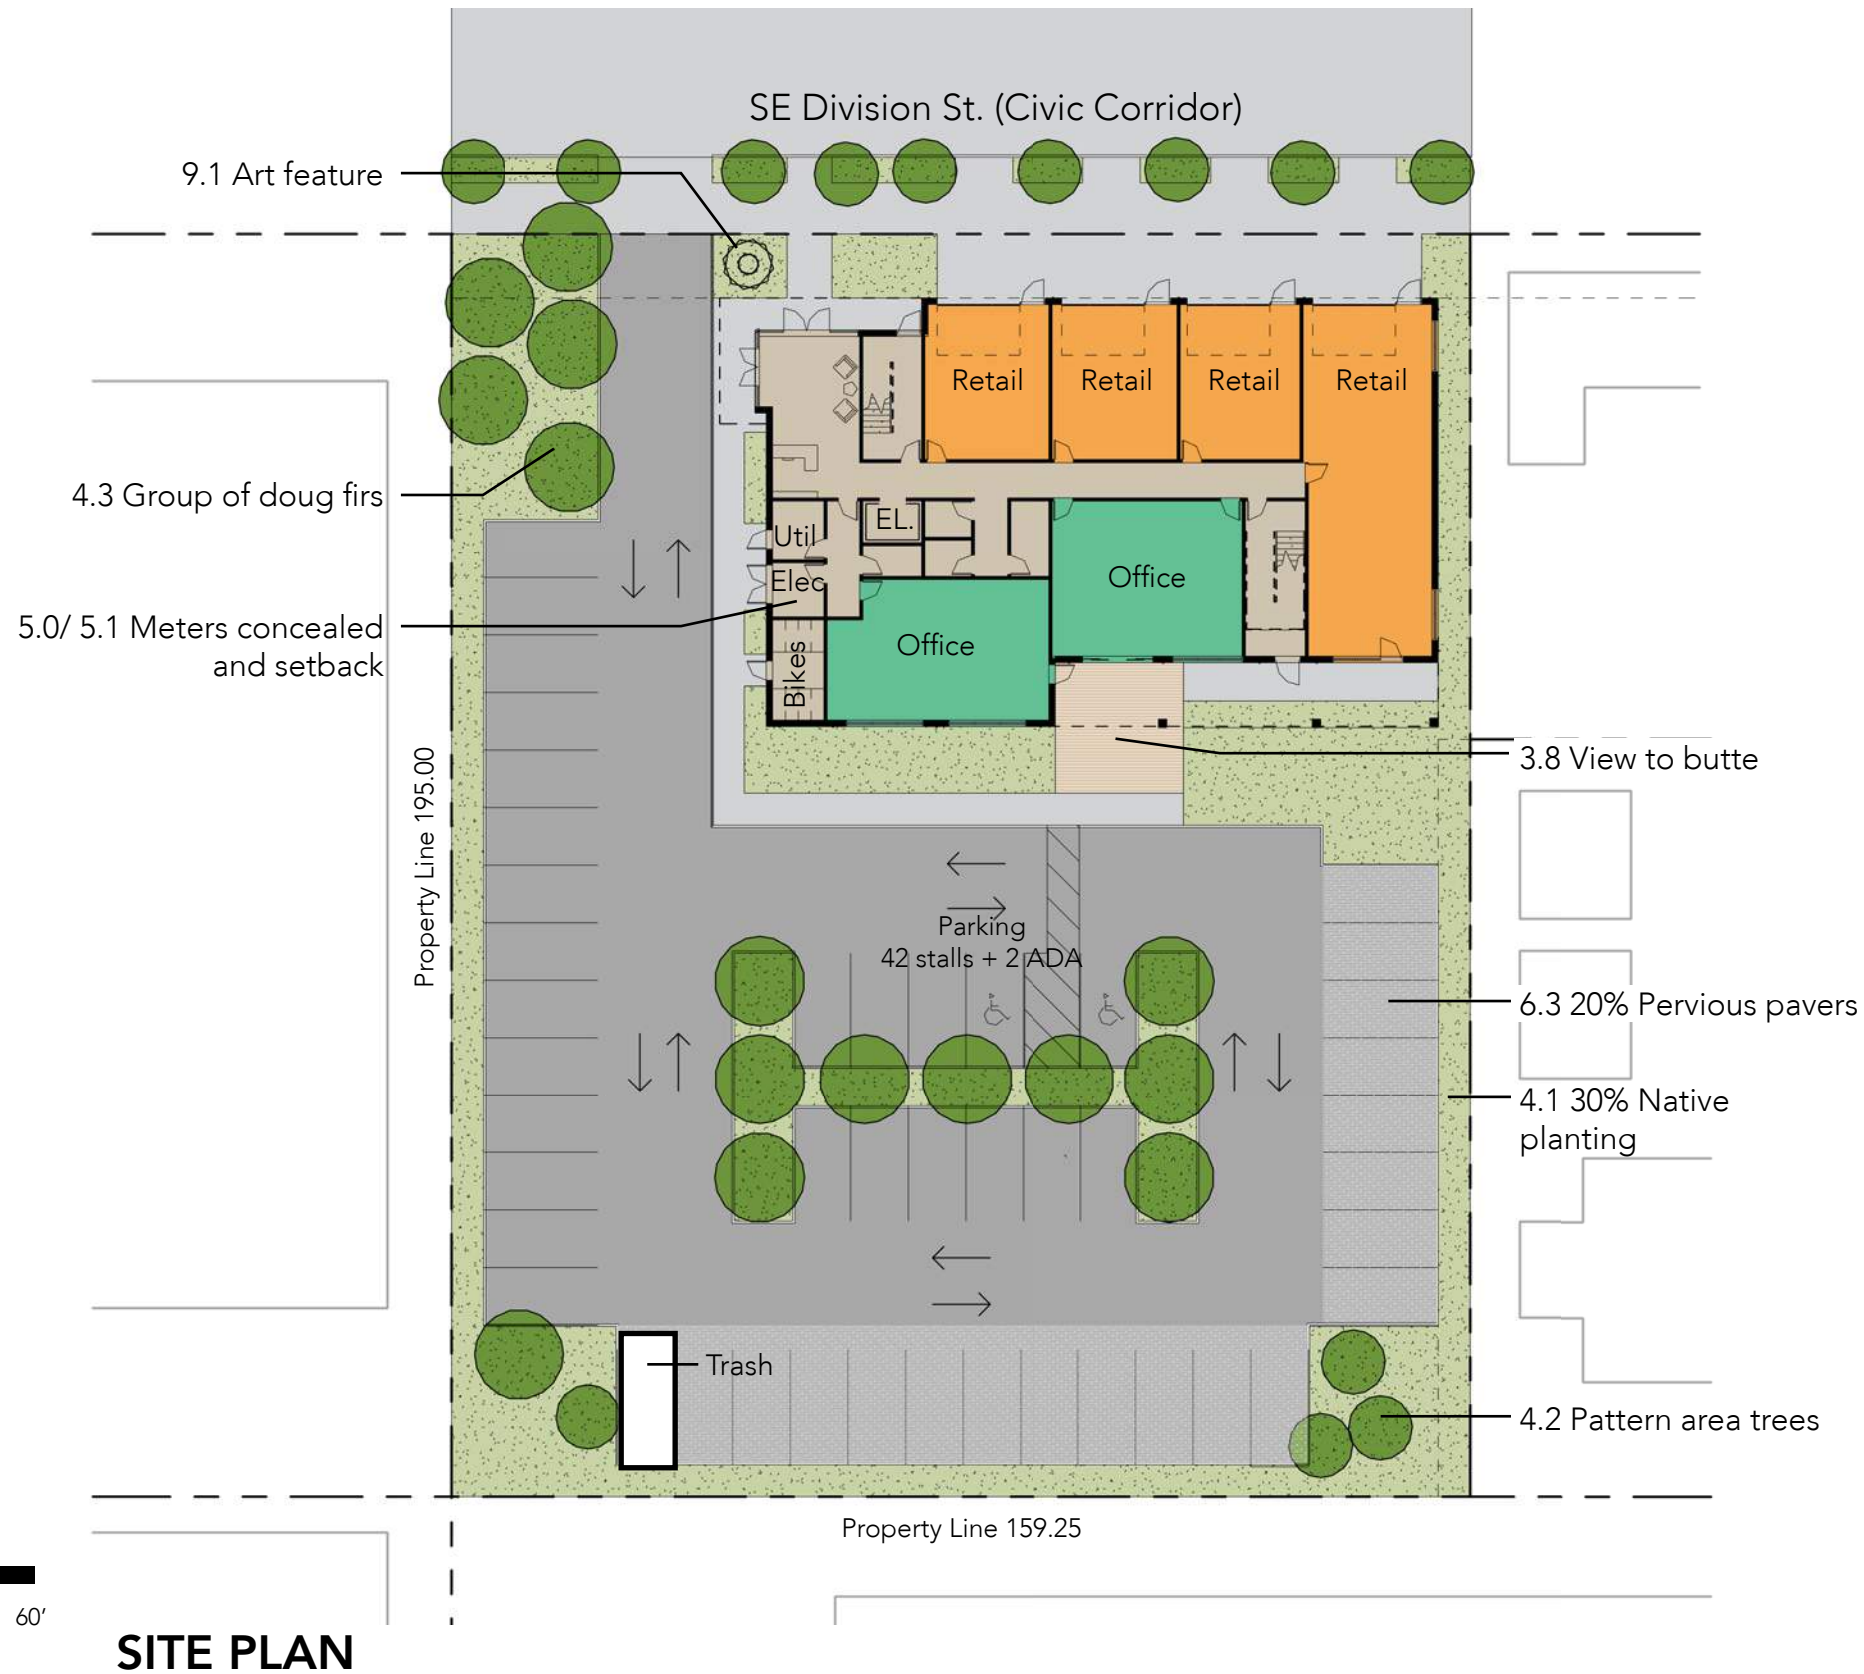 SE Division St. (Civic Corridor)
9.1 Art feature
Retail
Retail
Retail
Retail
4.3 Group of doug firs
Util
EL.
Elec
Office
5.0/ 5.1 Meters concealed
and setback
Office
Bikes
3.8 View to butte
Property Line 195.00
Parking
42 stalls + 2 ADA
6.3 20% Pervious pavers
4.1 30% Native
planting
Trash
4.2 Pattern area trees
Property Line 159.25
60’
SITE PLAN